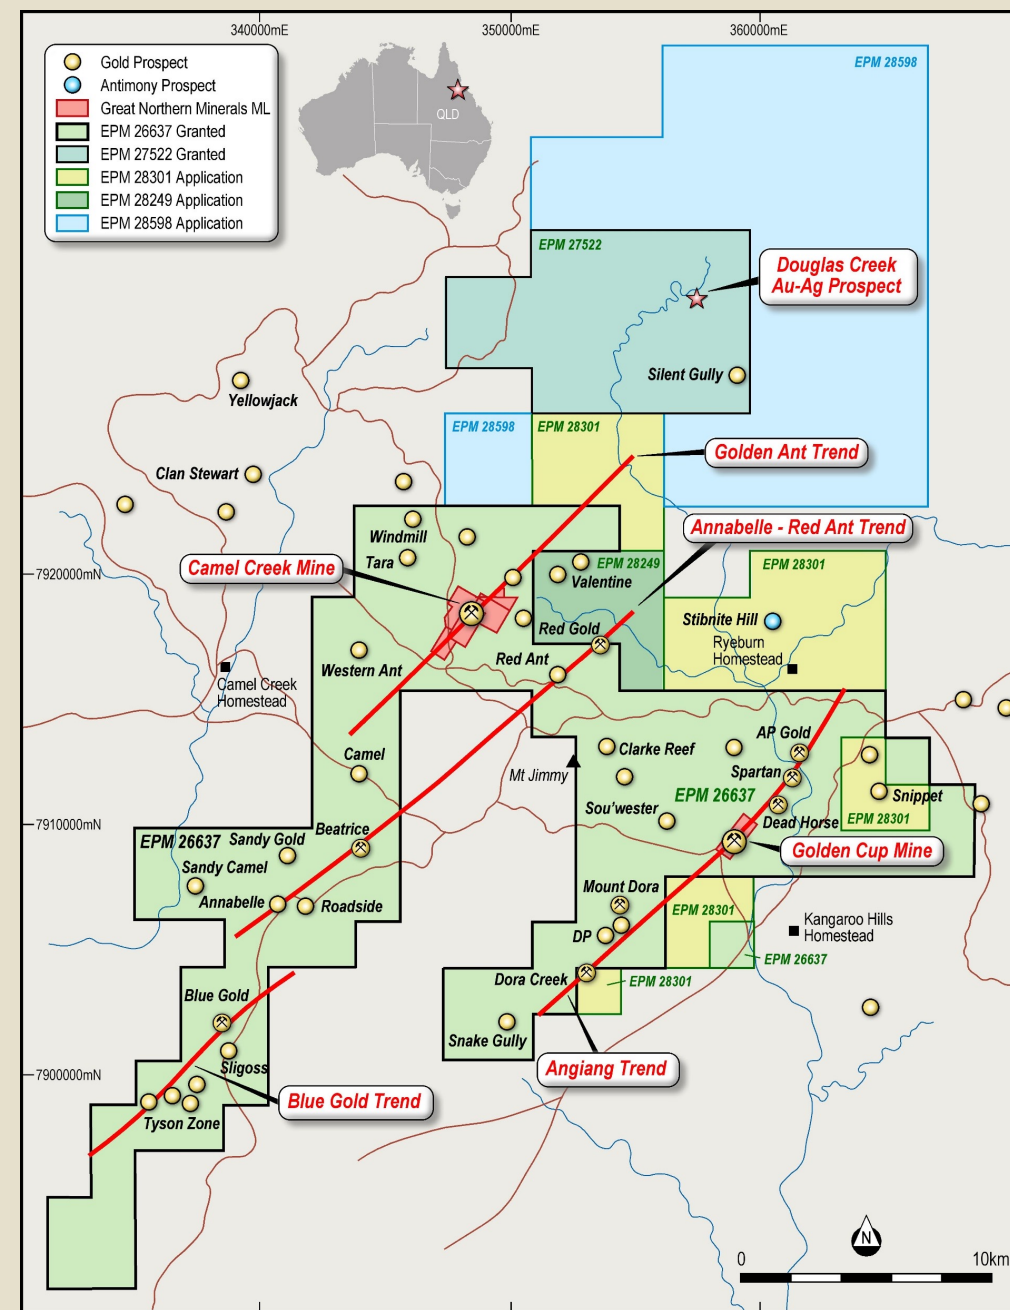 340000mE
350000mE
360000mE
Gold Prospect
Antimony Prospect
Great Northern Minerals ML
EPM 26637 Granted
EPM 27522 Granted
EPM 28301 Application
EPM 28249 Application
EPM 28598 Application
QLD
EPM 28598
EPM 27522
Douglas Creek
Au-Ag Prospect
Silent Gully
Yellowjack
EPM 28598
EPM 28301
Golden Ant Trend
Clan Stewart
Annabelle - Red Ant Trend
Windmill
Tara
EPM 28249
EPM 28301
Camel Creek Mine
7920000mN
Valentine
Stibnite Hill
Red Gold
Ryeburn
Homestead
Red Ant
Western Ant
Camel Creek
Homestead
AP Gold
Clarke Reef
Camel
Mt Jimmy
Spartan
EPM 26637
Snippet
Sou'wester
7910000mN
Dead Horse
EPM 28301
Beatrice
EPM 26637
Sandy Gold
Golden Cup Mine
Sandy Camel
Mount Dora
Annabelle
Roadside
EPM 28301
Kangaroo Hills
Homestead
DP
EPM 26637
Dora Creek
EPM 28301
Blue Gold
Snake Gully
Sligoss
Angiang Trend
7900000mN
Blue Gold Trend
Tyson Zone
N
0
10km